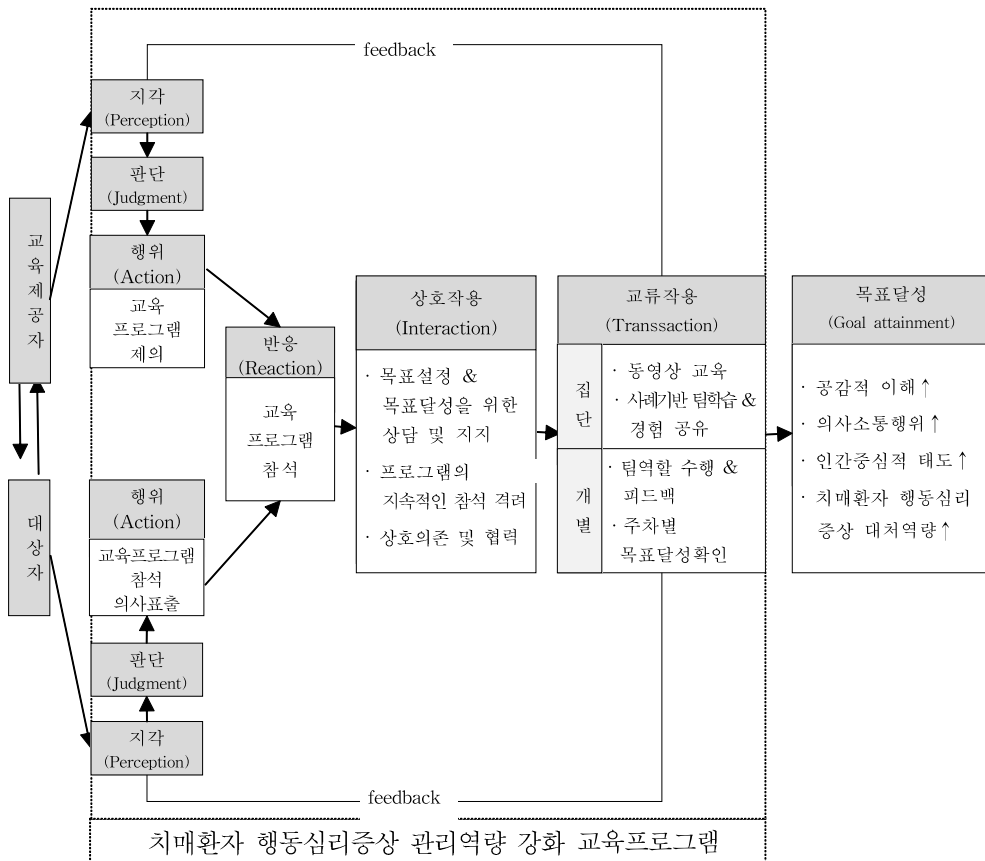 feedback
지각
(Perception)
판단
(Judgment)
행위
(Action)
교육
프로그램
제의
교육제공자
대상자
행위
(Action)
교육프로그램
참석
의사표출
판단
(Judgment)
지각
(Perception)
반응
(Reaction)
교육
프로그램
참석
상호작용
(Interaction)
· 목표설정 &
목표달성을 위한
상담 및 지지
· 프로그램의
지속적인 참석 격려
· 상호의존 및 협력
교류작용
(Transsaction)
집단
· 동영상 교육
· 사례기반 팀학습 &
경험 공유
개별
· 팀역할 수행 &
피드백
· 주차별
목표달성확인
목표달성
(Goal attainment)
· 공감적 이해↑
· 의사소통행위↑
· 인간중심적 태도↑
· 치매환자 행동심리
증상 대처역량↑
feedback
치매환자 행동심리증상 관리역량 강화 교육프로그램